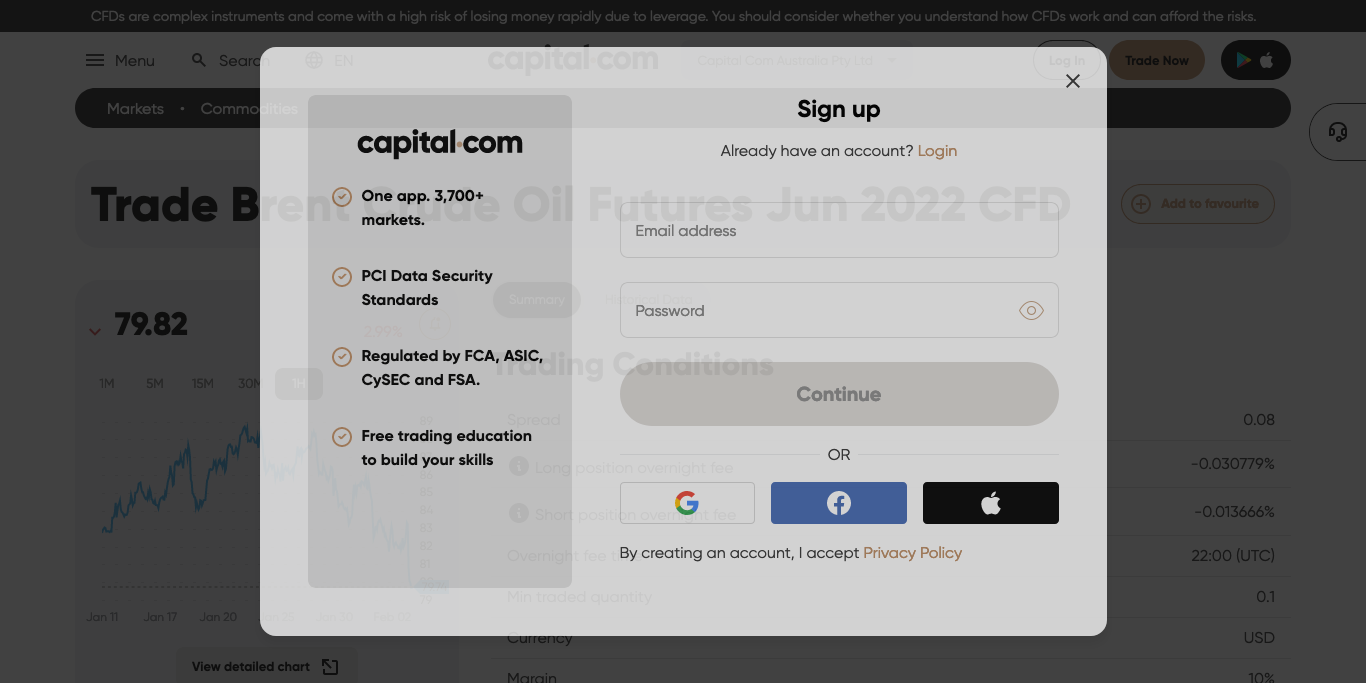 CFDs are complex instruments and come with a high risk of losing money rapidly due to leverage. You should consider whether you understand how CFDs work and can afford the risks.
Menu
Search
EN
capital.com
Capital Com Australia Pty Ltd
Log In
Trade Now
Markets • Commodities
Trade Brent Crude Oil Futures Jun 2022 CFD
Add to favourite
79.82
2.99%
1M 5M 15M 30M 1H
86
85
84
83
82
81
79
Jan 11 Jan 17 Jan 20 Feb 02
View detailed chart
Summary
Trading Conditions
Spread 0.08
Long position overnight fee -0.030779%
Short position overnight fee -0.013666%
Overnight fee 22:00 (UTC)
Min traded quantity 0.1
Currency USD
Margin 10%
capital.com
One app. 3,700+
markets.
PCI Data Security
Standards
Regulated by FCA, ASIC,
CySEC and FSA.
Free trading education
to build your skills
Sign up
Already have an account? Login
Email address
Password
Continue
OR
By creating an account, I accept Privacy Policy